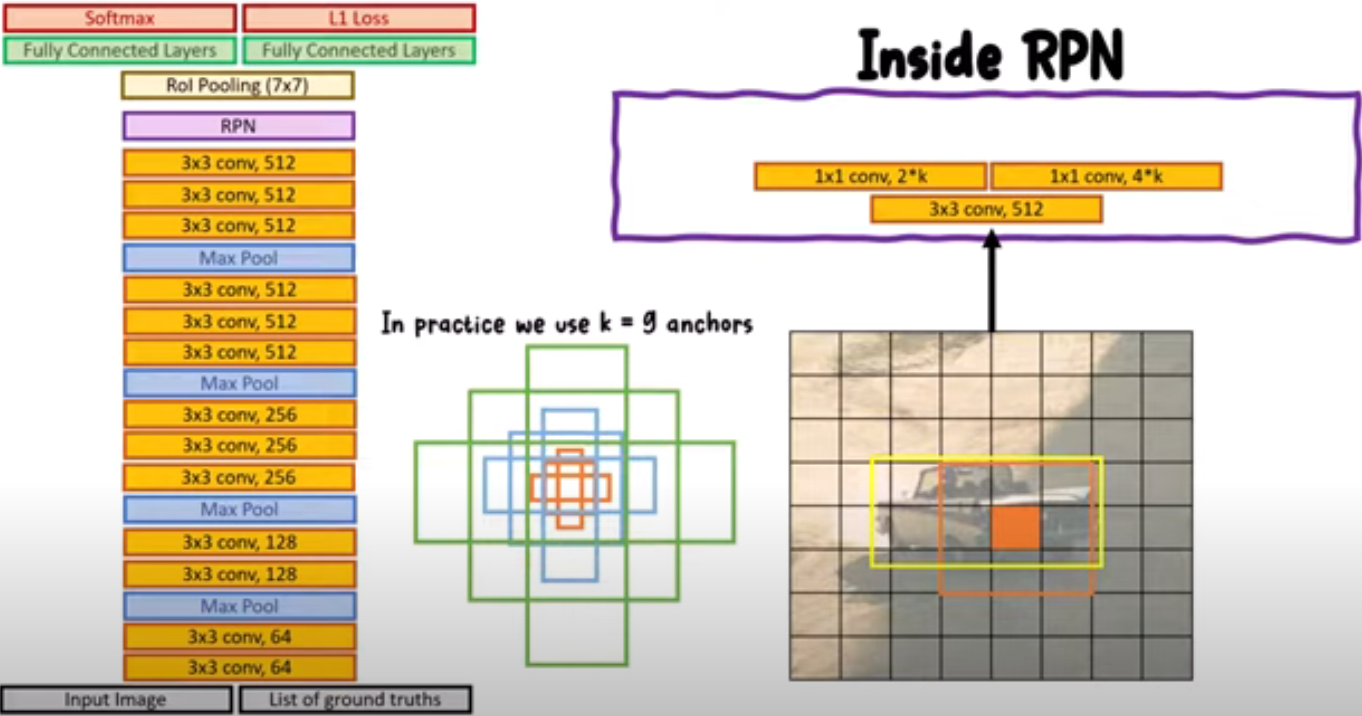 Softmax
L1 Loss
Fully Connected Layers
Fully Connected Layers
RoI Pooling (7x7)
RPN
3x3 conv, 512
3x3 conv, 512
3x3 conv, 512
Max Pool
3x3 conv, 512
3x3 conv, 512
3x3 conv, 512
Max Pool
3x3 conv, 256
3x3 conv, 256
3x3 conv, 256
Max Pool
3x3 conv, 128
3x3 conv, 128
Max Pool
3x3 conv, 64
3x3 conv, 64
Input Image
List of ground truths
In practice we use k = 9 anchors
Inside RPN
1x1 conv, 2*k
1x1 conv, 4*k
3x3 conv, 512